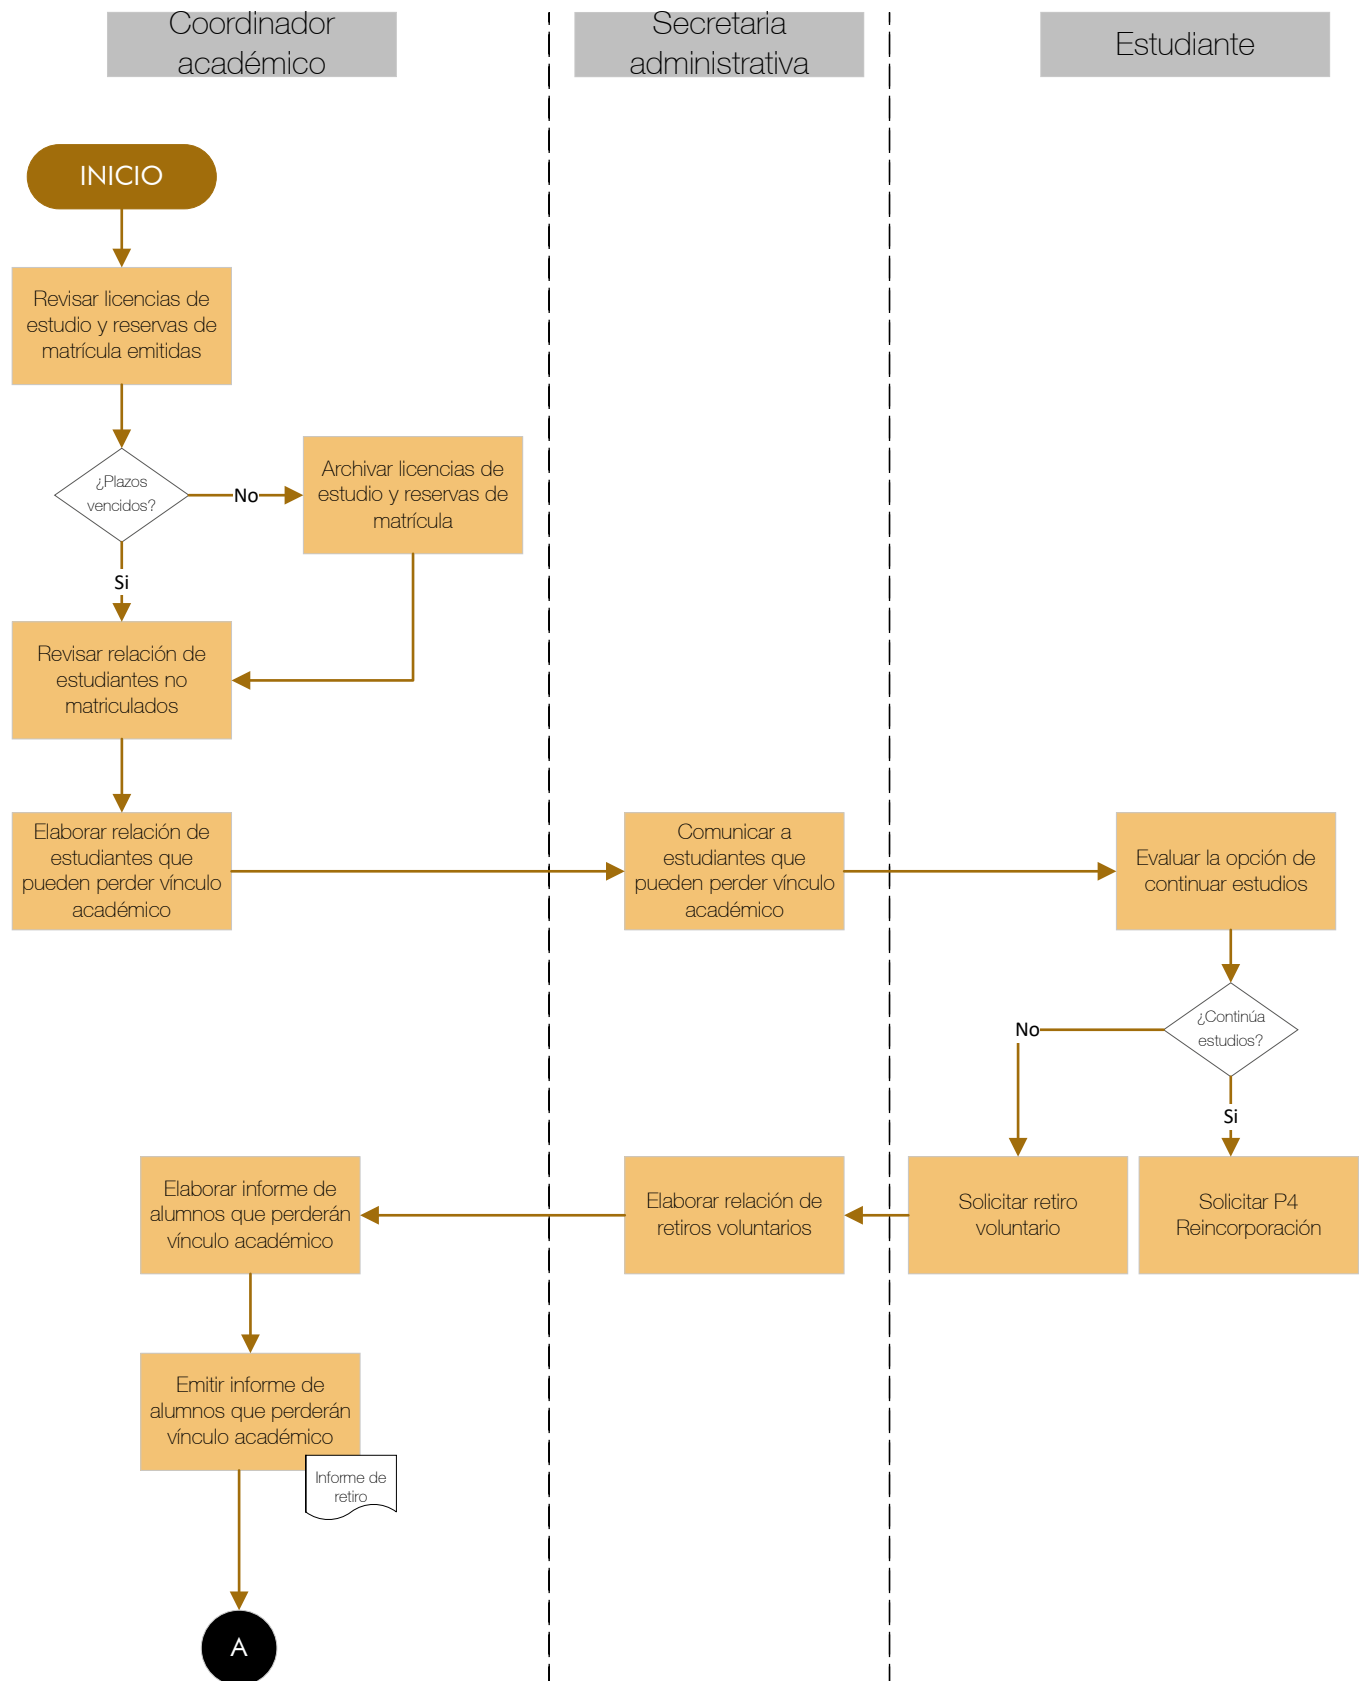 Coordinador
académico
Secretaria
administrativa
Estudiante
INICIO
Revisar licencias de
estudio y reservas de
matrícula emitidas
¿Plazos
vencidos?
No
Archivar licencias de
estudio y reservas de
matrícula
Si
Revisar relación de
estudiantes no
matriculados
Elaborar relación de
estudiantes que
pueden perder vínculo
académico
Comunicar a
estudiantes que
pueden perder vínculo
académico
Evaluar la opción de
continuar estudios
¿Continúa
estudios?
No
Si
Elaborar informe de
alumnos que perderán
vínculo académico
Elaborar relación de
retiros voluntarios
Solicitar retiro
voluntario
Solicitar P4
Reincorporación
Emitir informe de
alumnos que perderán
vínculo académico
Informe de
retiro
A